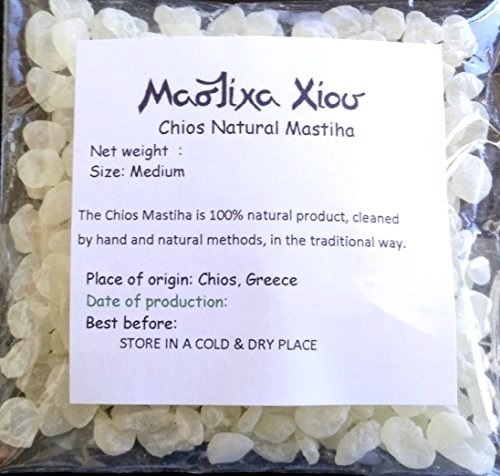 Μαστίχα Χίου
Chios Natural Mastiha
Net weight :
Size: Medium
The Chios Mastiha is 100% natural product, cleaned
by hand and natural methods, in the traditional way.
Place of origin: Chios, Greece
Date of production:
Best before:
STORE IN A COLD & DRY PLACE